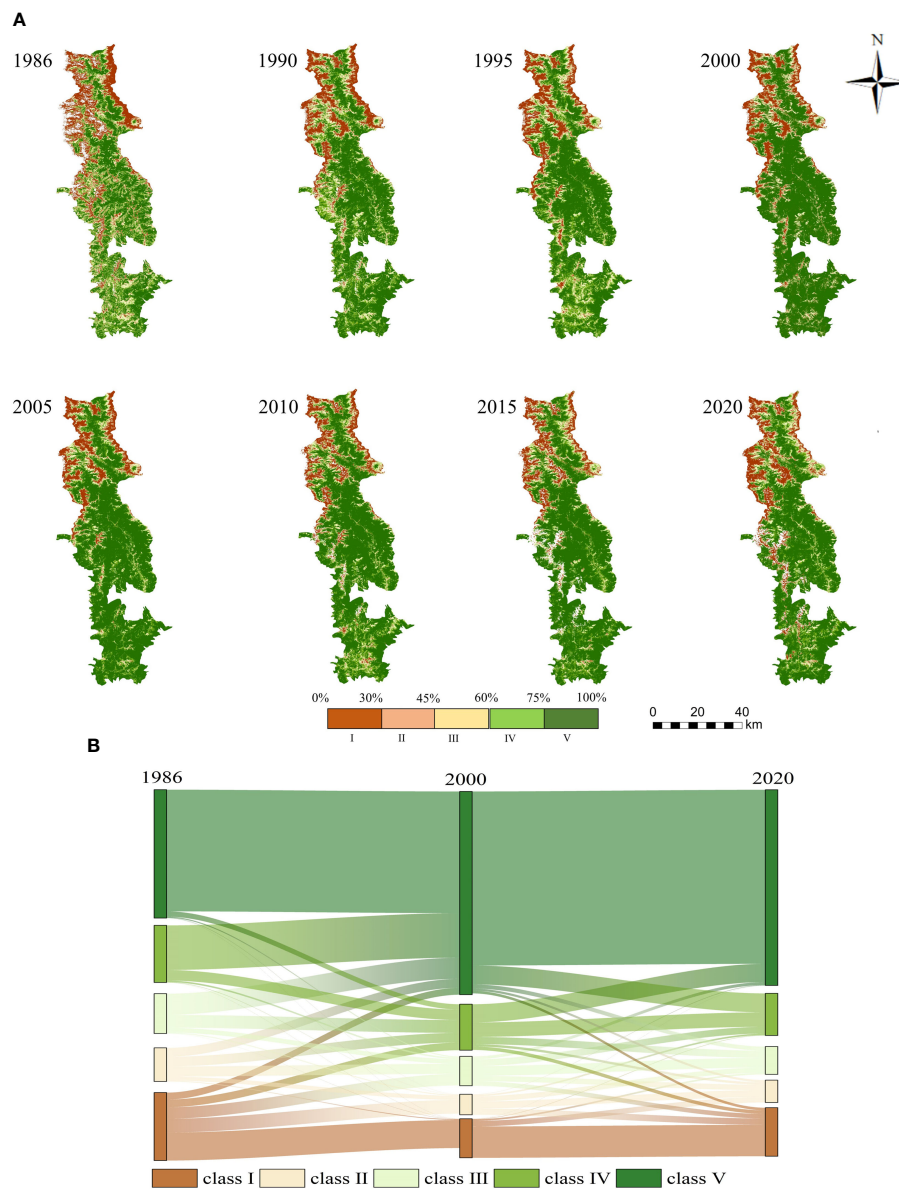 A
1986
1990
1995
2000
N
2005
2010
2015
2020
0% 30% 45% 60% 75% 100%
I II III IV V
0 20 20 40
km
B
1986 2000 2020
class I class II class III class IV class V